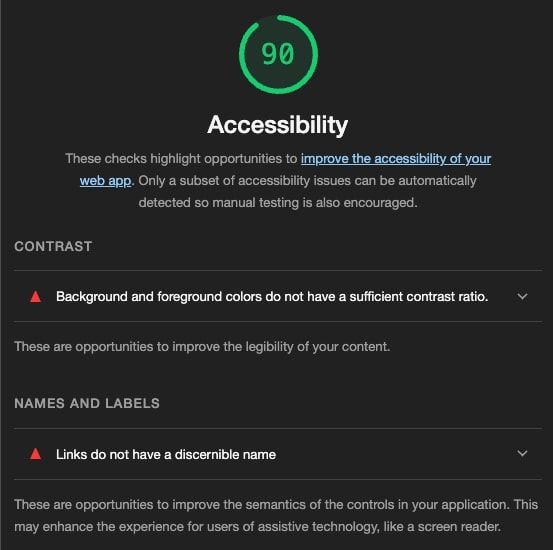 90
Accessibility
These checks highlight opportunities to improve the accessibility of your
web app. Only a subset of accessibility issues can be automatically
detected so manual testing is also encouraged.
CONTRAST
Background and foreground colors do not have a sufficient contrast ratio.
These are opportunities to improve the legibility of your content.
NAMES AND LABELS
Links do not have a discernible name
These are opportunities to improve the semantics of the controls in your application. This
may enhance the experience for users of assistive technology, like a screen reader.